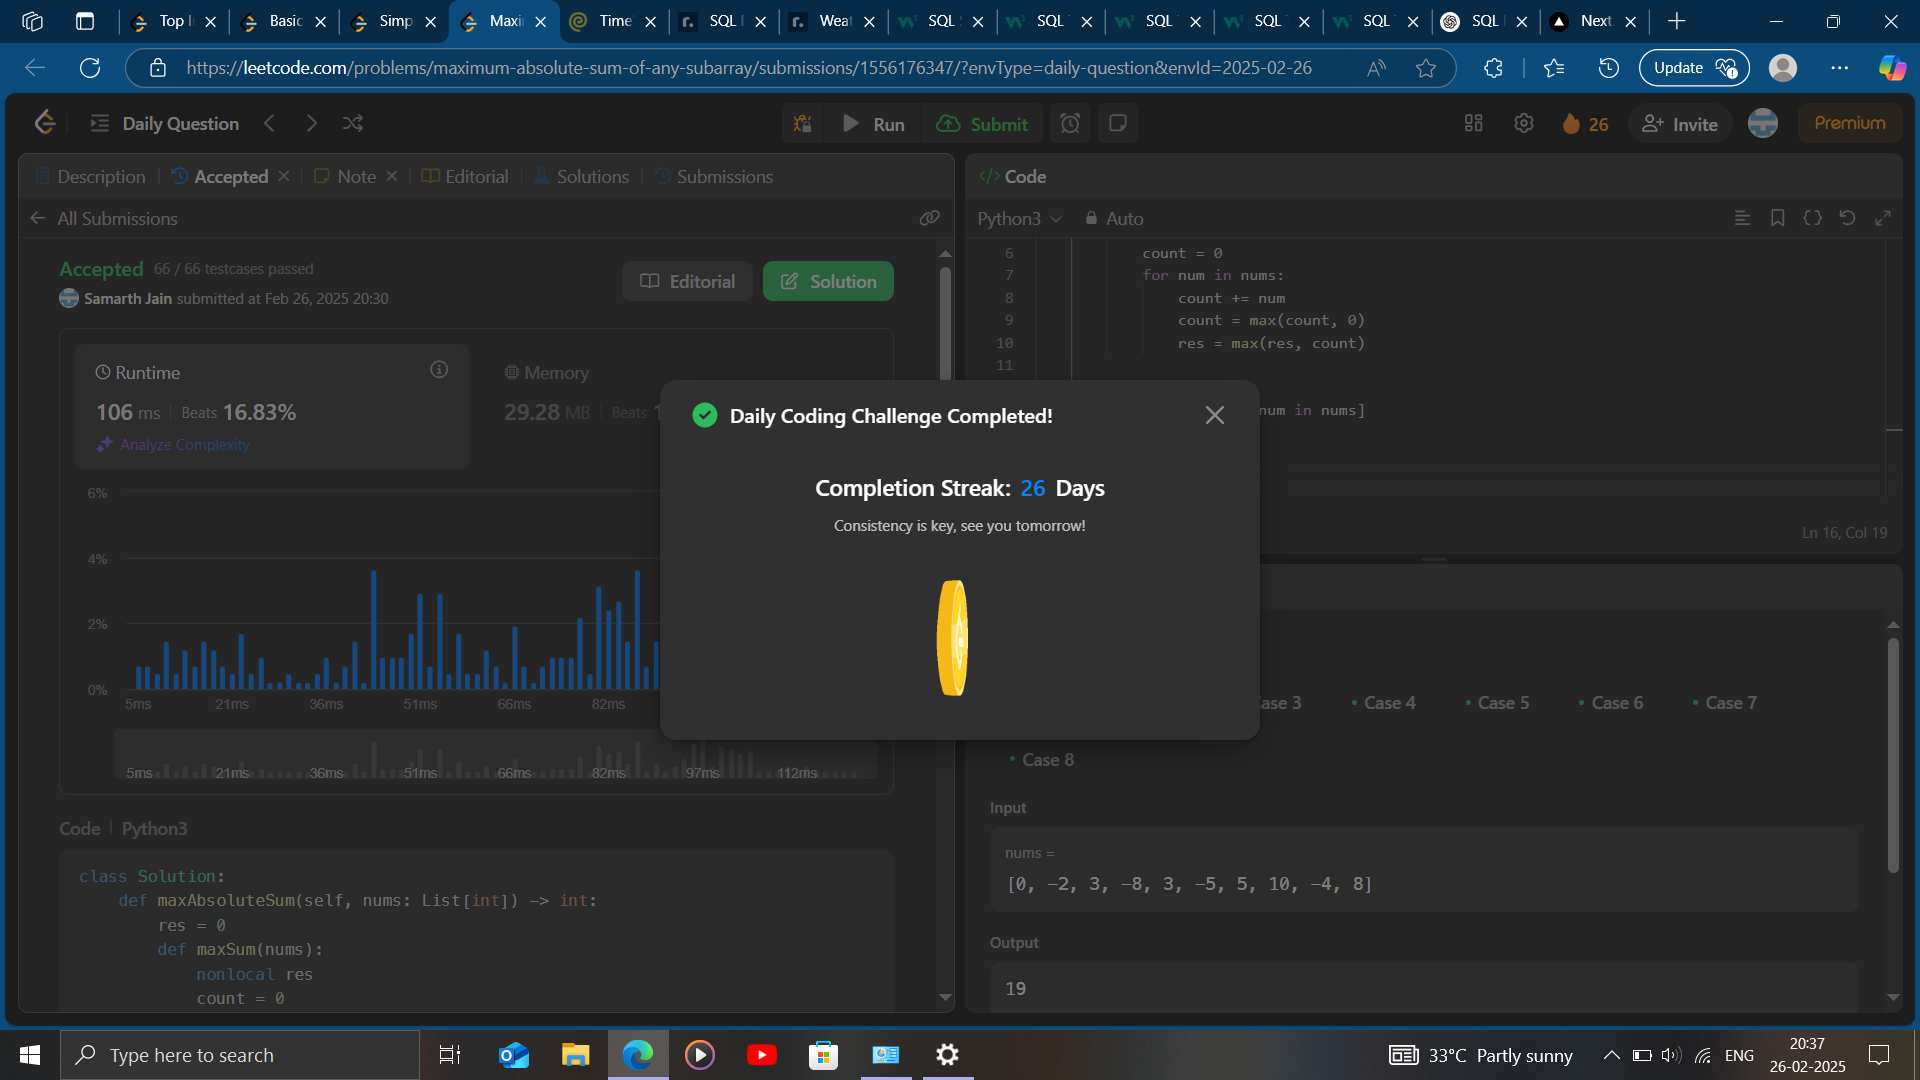 Top I
Basic
Simp
Maxi
Time'
SQL
Weat
SQL
SQL
SQL
SQL
SQL
SQL
Next.
https://leetcode.com/problems/maximum-absolute-sum-of-any-subarray/submissions/1556176347/?envType=daily-question&envId=2025-02-26
Update
Daily Question
Run
Submit
26
Invite
Premium
Description
Accepted
Note
Editorial
Solutions
Submissions
</> Code
All Submissions
Python3
Auto
Accepted 66 / 66 testcases passed
Samarth Jain submitted at Feb 26, 2025 20:30
Editorial
Solution
Runtime
106 ms | Beats 16.83%
Analyze Complexity
Memory
29.28 MB | Beats
6%
4%
2%
0%
5ms 21ms 36ms 51ms 66ms 82ms
5ms 21ms 36ms 51ms 66ms 82ms 97ms 112ms
Code | Python3
class Solution:
def maxAbsoluteSum(self, nums: List[int]) -> int:
res = 0
def maxSum(nums):
nonlocal res
count = 0
6 count = 0
7 for num in nums:
8 count += num
9 count = max(count, 0)
10 res = max(res, count)
11
num in nums]
Ln 16, Col 19
Daily Coding Challenge Completed!
Completion Streak: 26 Days
Consistency is key, see you tomorrow!
ase 3 • Case 4 • Case 5 • Case 6 • Case 7
• Case 8
Input
nums =
[0, −2, 3, −8, 3, −5, 5, 10, −4, 8]
Output
19
Type here to search
33°C Partly sunny
ENG
20:37
26-02-2025